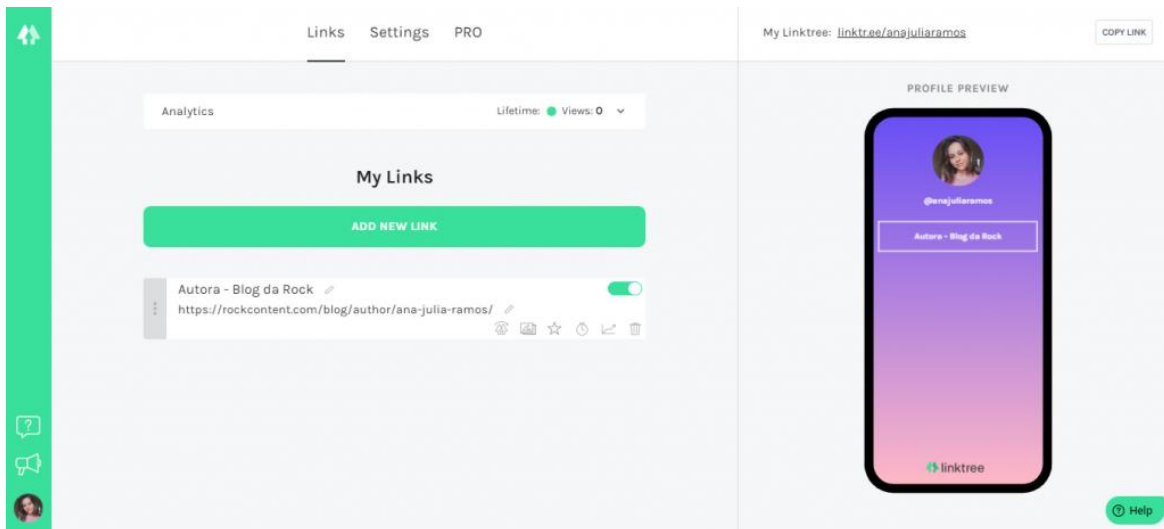 Links Settings PRO
My Linktree: linktr.ee/anajuliaramos
COPY LINK
Analytics
Lifetime: Views: 0
My Links
ADD NEW LINK
Autora - Blog da Rock
https://rockcontent.com/blog/author/ana-julia-ramos/
PROFILE PREVIEW
@anajuliaramos
Autora - Blog da Rock
linktree
? Help